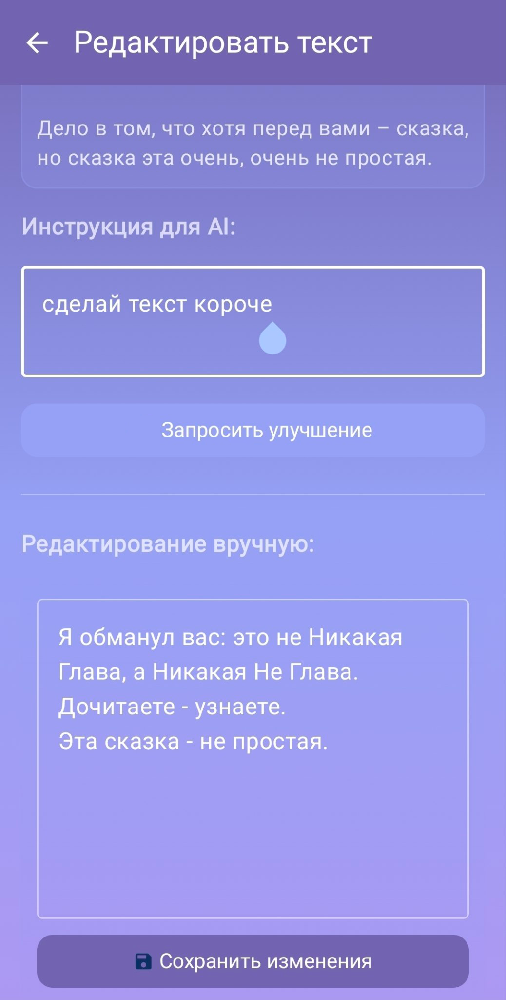 Редактировать текст
Дело в том, что хотя перед вами – сказка,
но сказка эта очень, очень не простая.
Инструкция для AI:
сделай текст короче
Запросить улучшение
Редактирование вручную:
Я обманул вас: это не Никакая
Глава, а Никакая Не Глава.
Дочитаете - узнаете.
Эта сказка - не простая.
Сохранить изменения